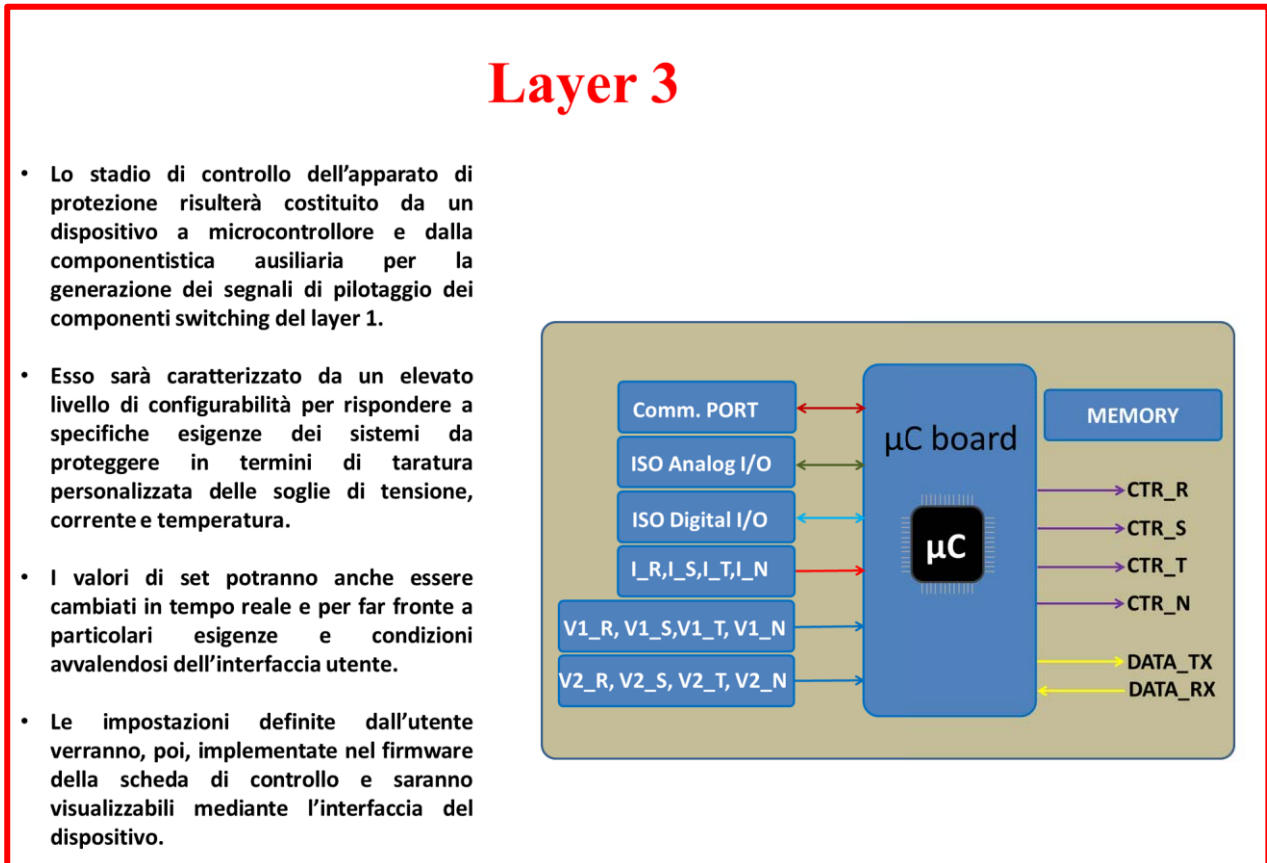 Layer 3
• Lo stadio di controllo dell’apparato di
protezione risulterà costituito da un
dispositivo a microcontrollore e dalla
componentistica ausiliaria per la
generazione dei segnali di pilotaggio dei
componenti switching del layer 1.
• Esso sarà caratterizzato da un elevato
livello di configurabilità per rispondere a
specifiche esigenze dei sistemi da
proteggere in termini di taratura
personalizzata delle soglie di tensione,
corrente e temperatura.
• I valori di set potranno anche essere
cambiati in tempo reale e per far fronte a
particolari esigenze e condizioni
avvalendosi dell’interfaccia utente.
• Le impostazioni definite dall’utente
verranno, poi, implementate nel firmware
della scheda di controllo e saranno
visualizzabili mediante l’interfaccia del
dispositivo.
Comm. PORT
ISO Analog I/O
ISO Digital I/O
I_R,I_S,I_T,I_N
V1_R, V1_S,V1_T, V1_N
V2_R, V2_S, V2_T, V2_N
µC board
µC
MEMORY
CTR_R
CTR_S
CTR_T
CTR_N
DATA_TX
DATA_RX